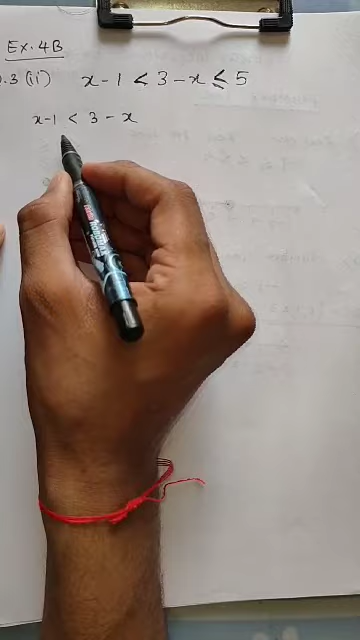 Ex. 4B
.3 (ii) x - 1 < 3 - x ≤ 5
x - 1 < 3 - x